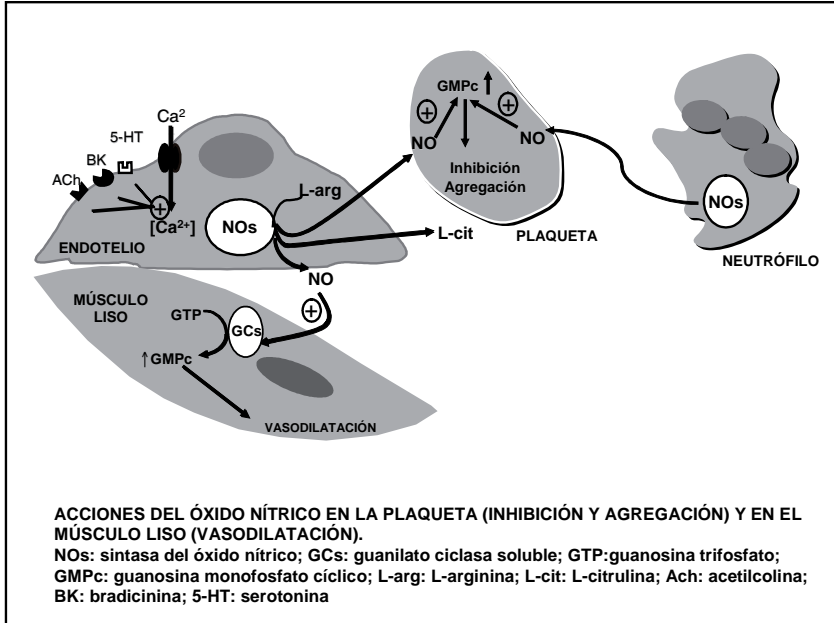 Ca²
5-HT
BK
ACh
[Ca²⁺]
ENDOTELIO
NOs
L-arg
L-cit
NO
GMPc
NO
NO
Inhibición
Agregación
PLAQUETA
NOs
NEUTRÓFILO
MÚSCULO
LISO
GTP
GCs
↑GMPc
VASODILATACIÓN
ACCIONES DEL ÓXIDO NÍTRICO EN LA PLAQUETA (INHIBICIÓN Y AGREGACIÓN) Y EN EL
MÚSCULO LISO (VASODILATACIÓN).
NOs: sintasa del óxido nítrico; GCs: guanilato ciclasa soluble; GTP:guanosina trifosfato;
GMPc: guanosina monofosfato cíclico; L-arg: L-arginina; L-cit: L-citrulina; Ach: acetilcolina;
BK: bradicinina; 5-HT: serotonina